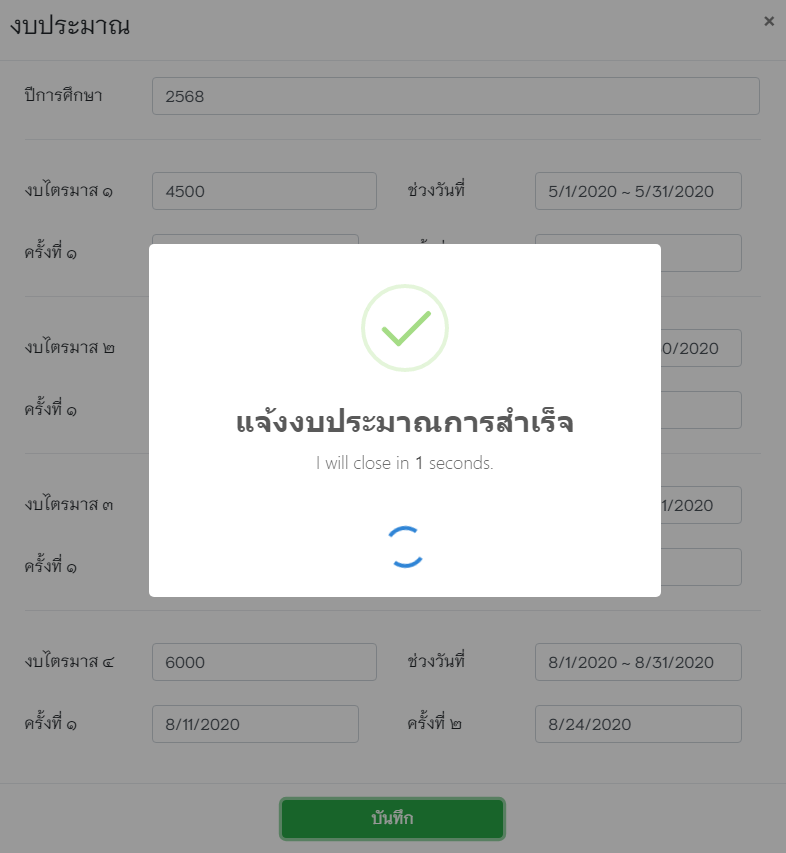 งบประมาณ ×
ปีการศึกษา 2568
งบไตรมาส ๑ 4500 ช่วงวันที่ 5/1/2020 ~ 5/31/2020
ครั้งที่ ๑
แจ้งงบประมาณการสำเร็จ
I will close in 1 seconds.
งบไตรมาส ๒ 0/2020
ครั้งที่ ๑
งบไตรมาส ๓ 1/2020
ครั้งที่ ๑
งบไตรมาส ๔ 6000 ช่วงวันที่ 8/1/2020 ~ 8/31/2020
ครั้งที่ ๑ 8/11/2020 ครั้งที่ ๒ 8/24/2020
บันทึก